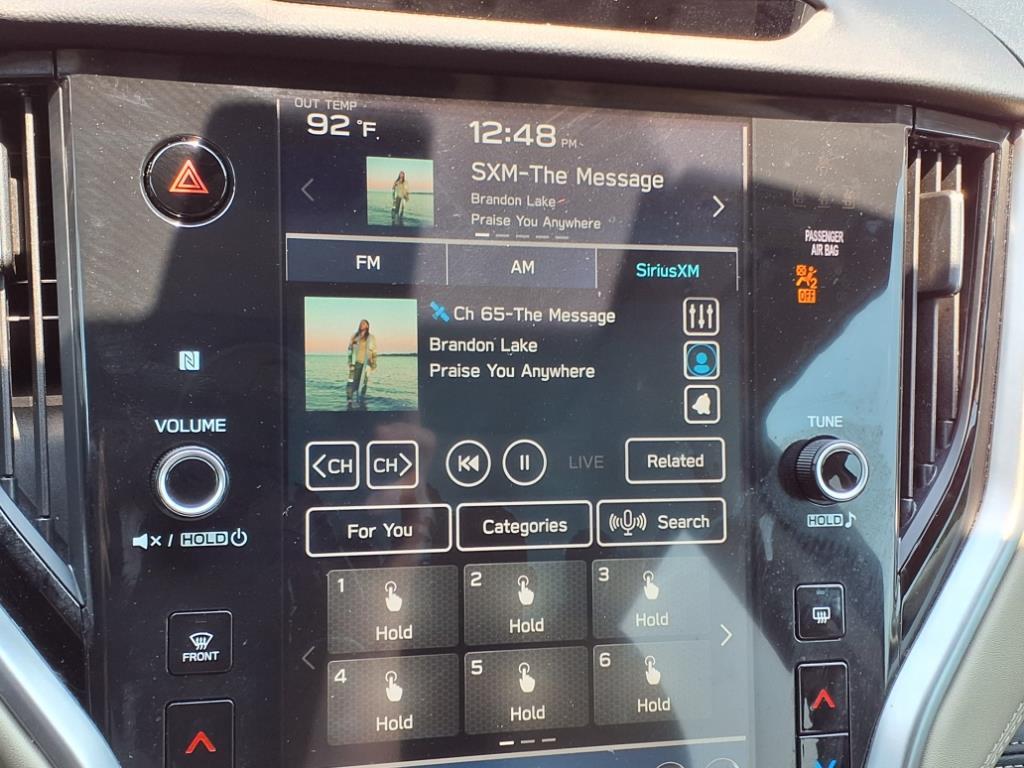 OUT TEMP
92 °F
12:48 PM
SXM-The Message
Brandon Lake
Praise You Anywhere
FM AM SiriusXM
PASSENGER
AIR BAG
2
OFF
Ch 65-The Message
Brandon Lake
Praise You Anywhere
VOLUME
TUNE
<CH CH> LIVE Related
For You Categories Search
HOLD
/ HOLD
1 2 3
Hold Hold Hold
FRONT
4 5 6
Hold Hold Hold